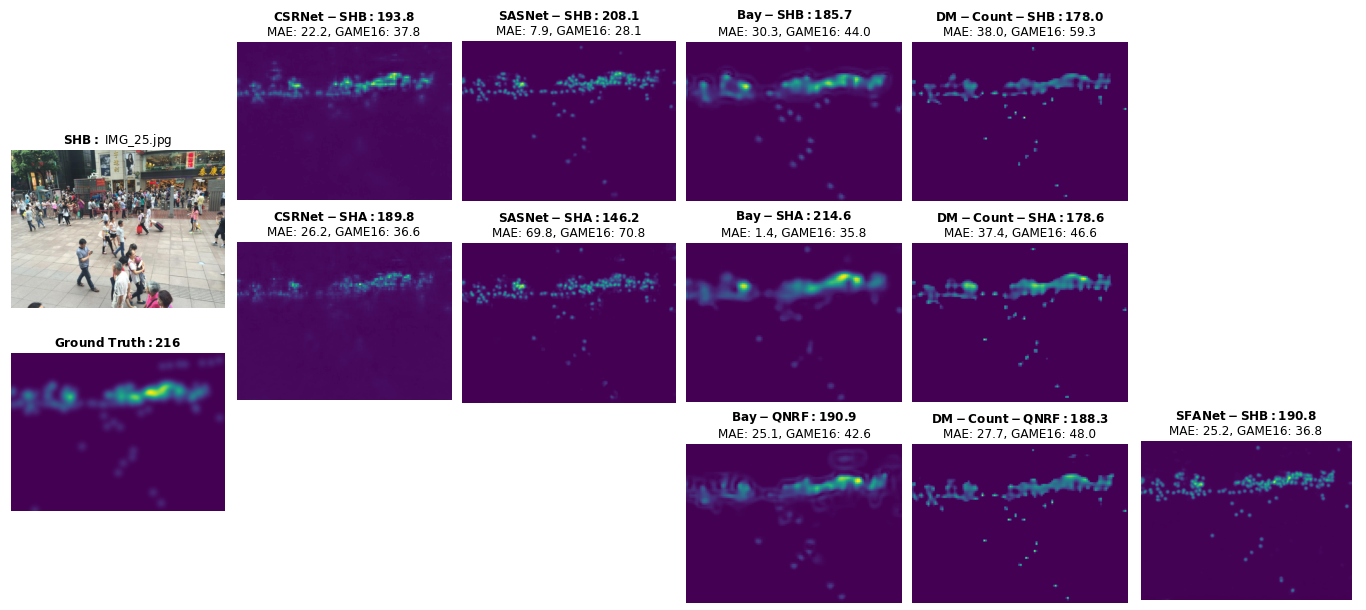 CSRNet−SHB: 193.8
MAE: 22.2, GAME16: 37.8
SASNet−SHB: 208.1
MAE: 7.9, GAME16: 28.1
Bay−SHB: 185.7
MAE: 30.3, GAME16: 44.0
DM−Count−SHB: 178.0
MAE: 38.0, GAME16: 59.3
SHB: IMG_25.jpg
CSRNet−SHA: 189.8
MAE: 26.2, GAME16: 36.6
SASNet−SHA: 146.2
MAE: 69.8, GAME16: 70.8
Bay−SHA: 214.6
MAE: 1.4, GAME16: 35.8
DM−Count−SHA: 178.6
MAE: 37.4, GAME16: 46.6
Ground Truth: 216
Bay−QNRF: 190.9
MAE: 25.1, GAME16: 42.6
DM−Count−QNRF: 188.3
MAE: 27.7, GAME16: 48.0
SFANet−SHB: 190.8
MAE: 25.2, GAME16: 36.8